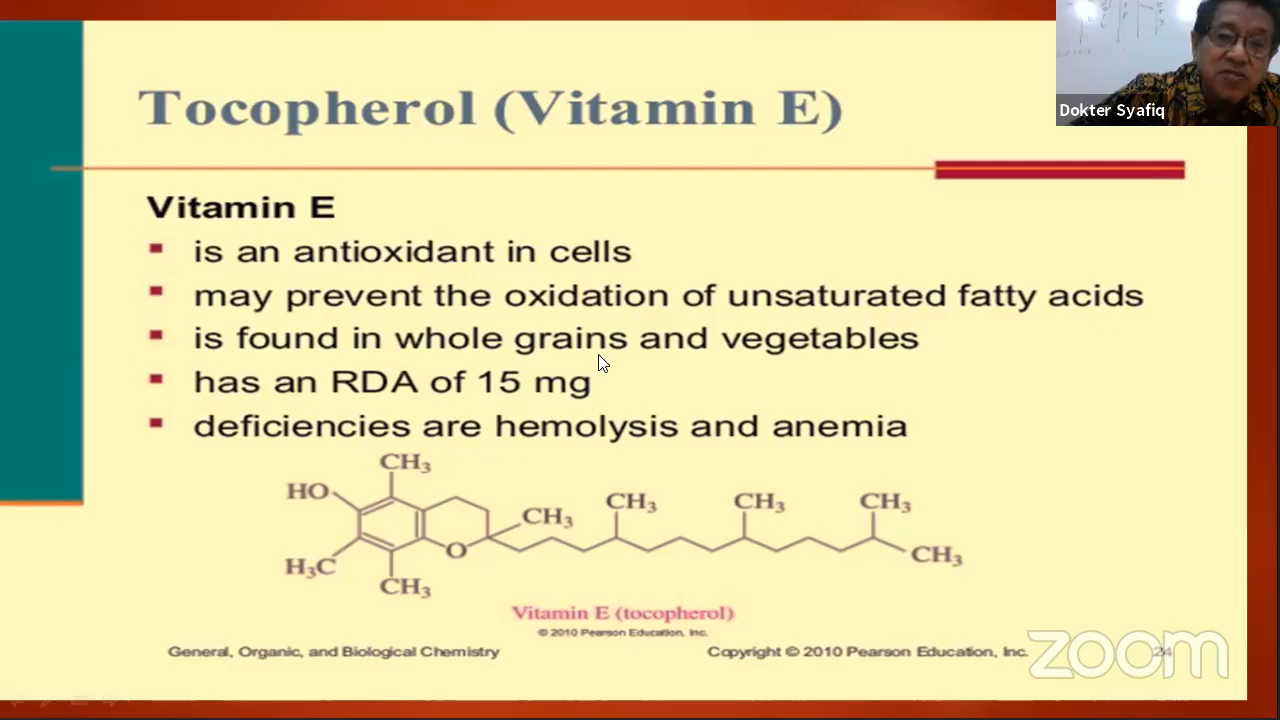 Tocopherol (Vitamin E)
Dokter Syafiq
Vitamin E
is an antioxidant in cells
may prevent the oxidation of unsaturated fatty acids
is found in whole grains and vegetables
has an RDA of 15 mg
deficiencies are hemolysis and anemia
CH₃
HO
CH₃
CH₃
CH₃
CH₃
O
CH₃
H₃C
CH₃
Vitamin E (tocopherol)
© 2010 Pearson Education, Inc.
General, Organic, and Biological Chemistry
Copyright © 2010 Pearson Education, Inc.
24
zoom